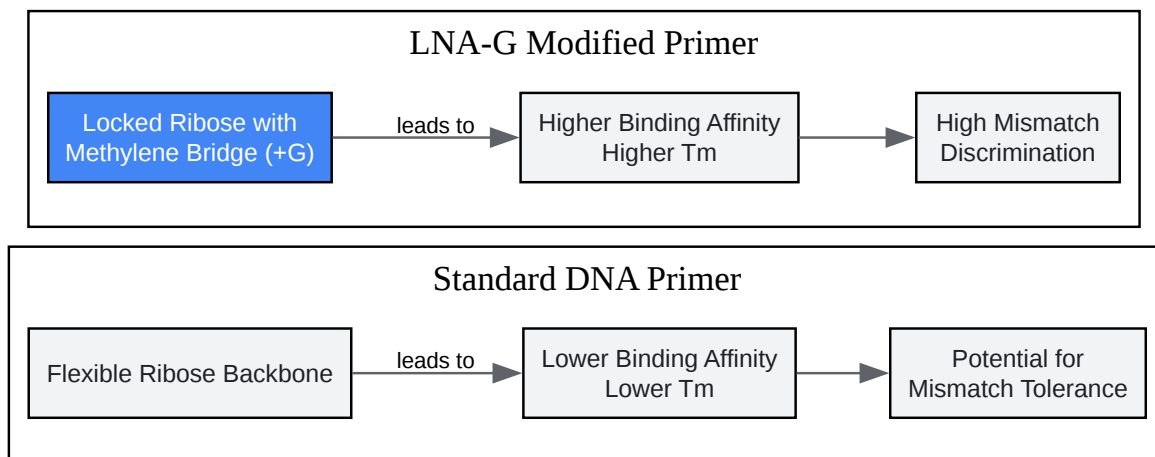 LNA-G Modified Primer
Locked Ribose with
Methylene Bridge (+G)
leads to
Higher Binding Affinity
Higher Tm
High Mismatch
Discrimination
Standard DNA Primer
Flexible Ribose Backbone
leads to
Lower Binding Affinity
Lower Tm
Potential for
Mismatch Tolerance